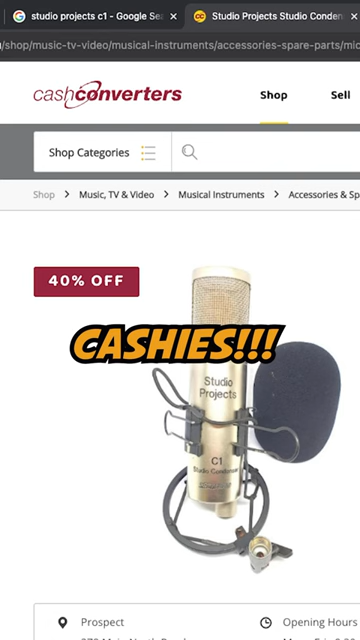 studio projects c1 - Google Se
Studio Projects Studio Conden
/shop/music-tv-video/musical-instruments/accessories-spare-parts/mic
cashconverters
Shop
Sell
Shop Categories
Shop > Music, TV & Video > Musical Instruments > Accessories & Sp
40% OFF
CASHIES!!!
Studio
Projects
C1
Studio Condenser
Prospect
Opening Hours